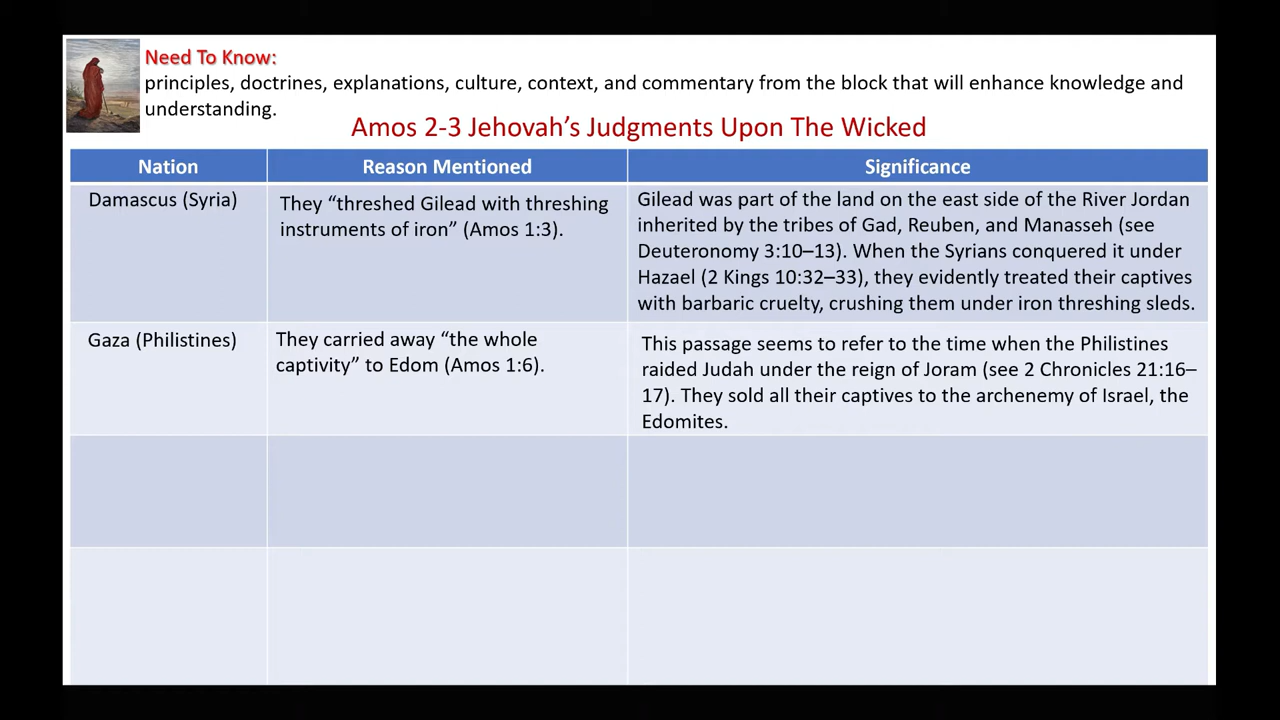 Need To Know:
principles, doctrines, explanations, culture, context, and commentary from the block that will enhance knowledge and
understanding.
Amos 2-3 Jehovah's Judgments Upon The Wicked
Nation
Reason Mentioned
Significance
Damascus (Syria)
They “threshed Gilead with threshing
instruments of iron” (Amos 1:3).
Gilead was part of the land on the east side of the River Jordan
inherited by the tribes of Gad, Reuben, and Manasseh (see
Deuteronomy 3:10–13). When the Syrians conquered it under
Hazael (2 Kings 10:32–33), they evidently treated their captives
with barbaric cruelty, crushing them under iron threshing sleds.
Gaza (Philistines)
They carried away “the whole
captivity” to Edom (Amos 1:6).
This passage seems to refer to the time when the Philistines
raided Judah under the reign of Joram (see 2 Chronicles 21:16–
17). They sold all their captives to the archenemy of Israel, the
Edomites.